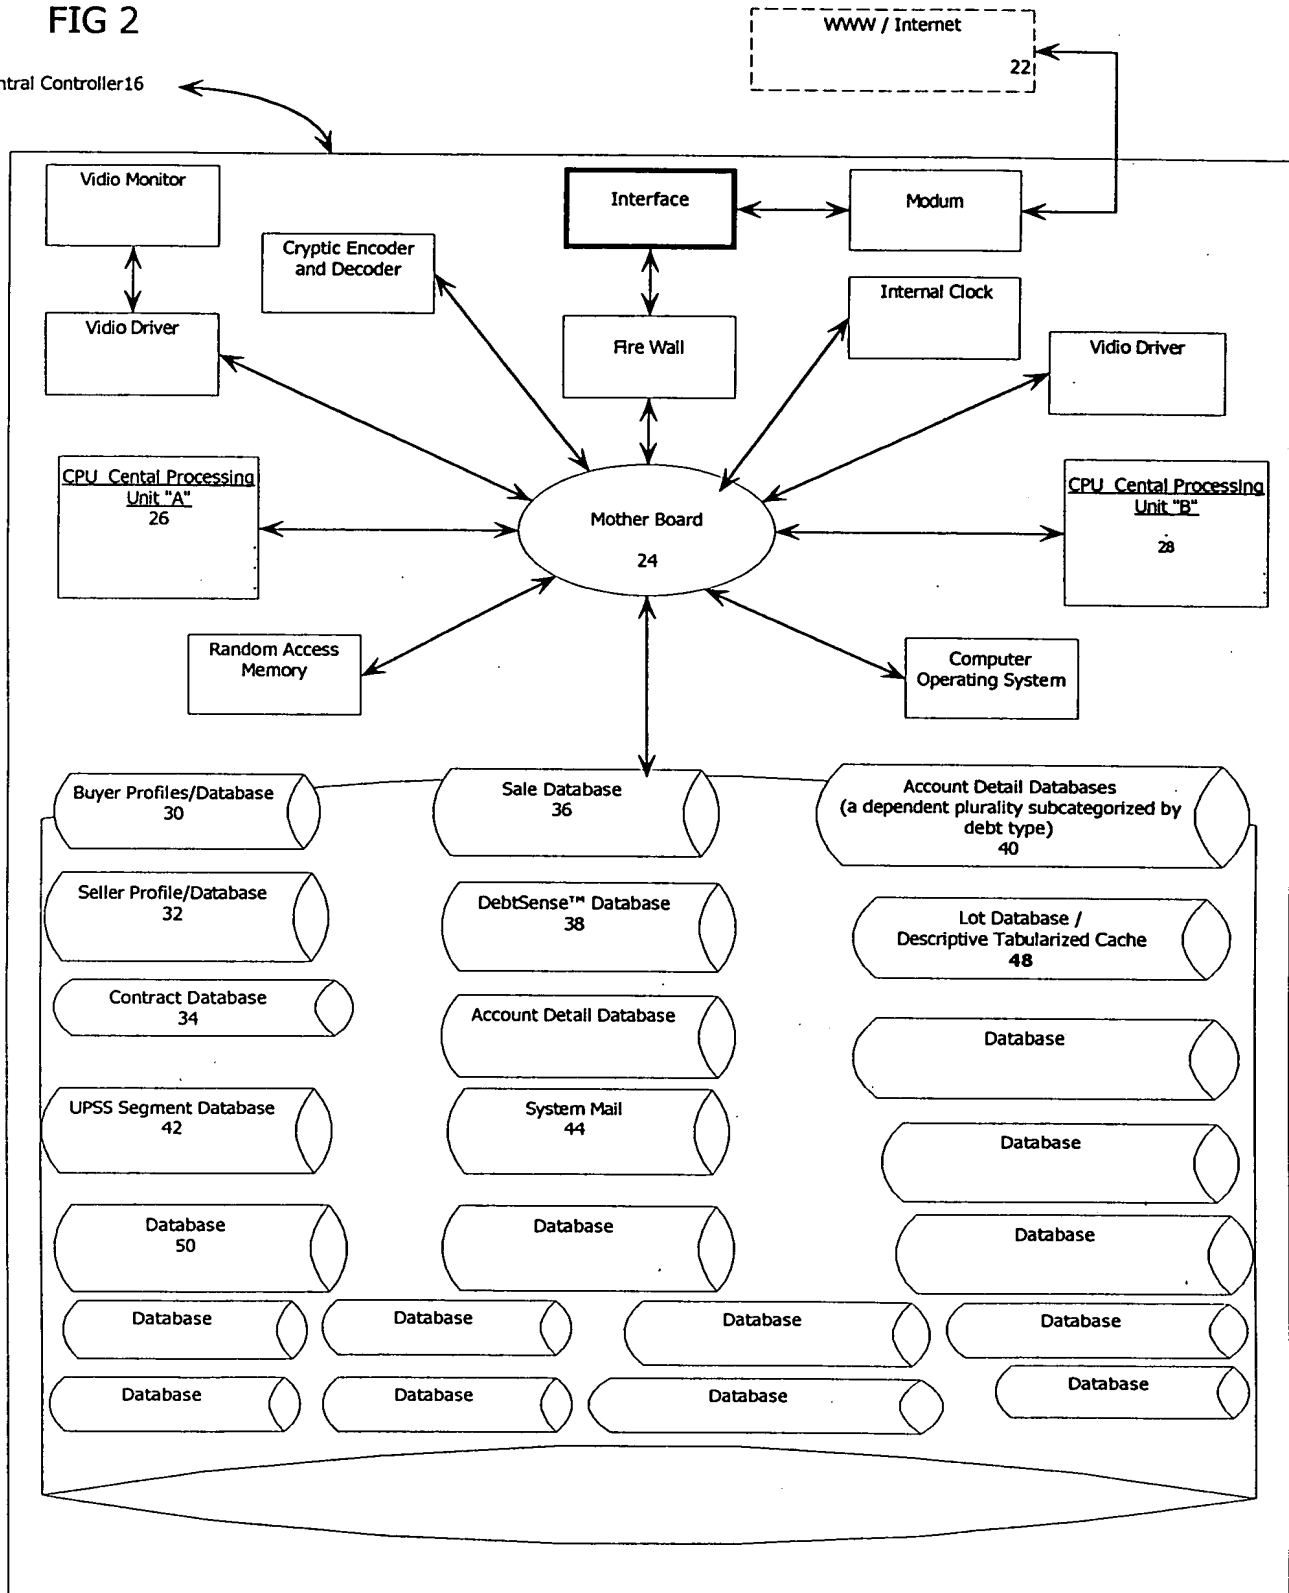 FIG 2
WWW / Internet
22
ntral Controller16
Vidio Monitor
Interface
Modum
Cryptic Encoder
and Decoder
Internal Clock
Vidio Driver
Fire Wall
Vidio Driver
CPU Cental Processing
Unit "A"
26
CPU Cental Processing
Unit "B"
28
Mother Board
24
Random Access
Memory
Computer
Operating System
Buyer Profiles/Database
30
Sale Database
36
Account Detail Databases
(a dependent plurality subcategorized by
debt type)
40
Seller Profile/Database
32
DebtSense™ Database
38
Lot Database /
Descriptive Tabularized Cache
48
Contract Database
34
Account Detail Database
Database
UPSS Segment Database
42
System Mail
44
Database
Database
50
Database
Database
Database
Database
Database
Database
Database
Database
Database
Database